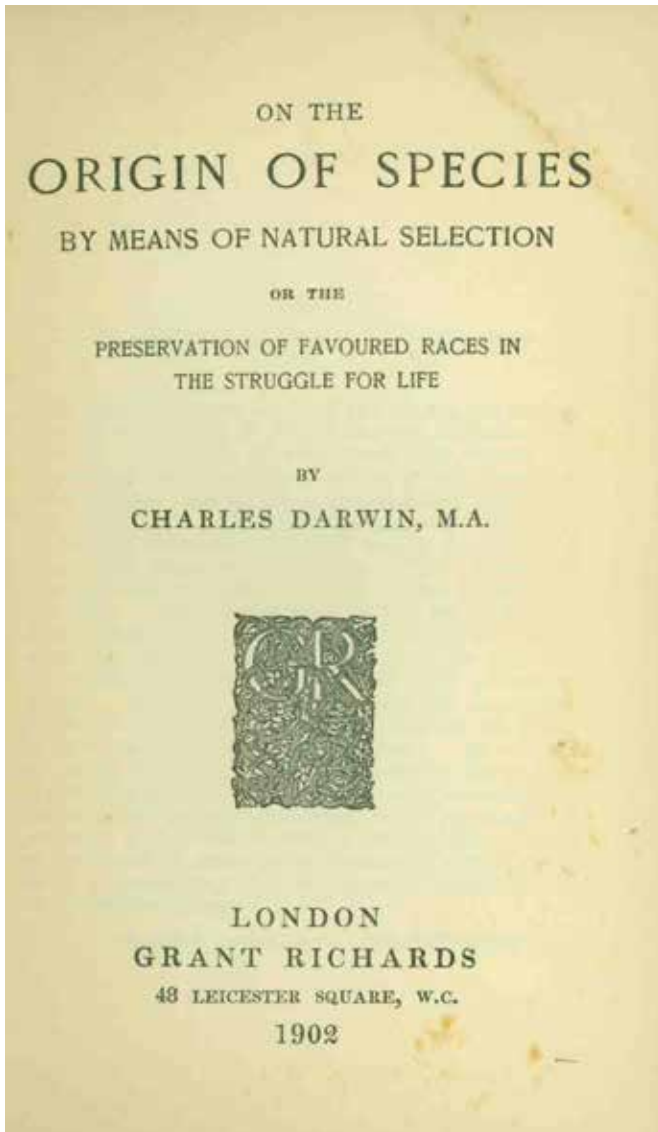 ON THE
ORIGIN OF SPECIES
BY MEANS OF NATURAL SELECTION
OR THE
PRESERVATION OF FAVOURED RACES IN
THE STRUGGLE FOR LIFE
BY
CHARLES DARWIN, M.A.
GR
LONDON
GRANT RICHARDS
48 LEICESTER SQUARE, W.C.
1902